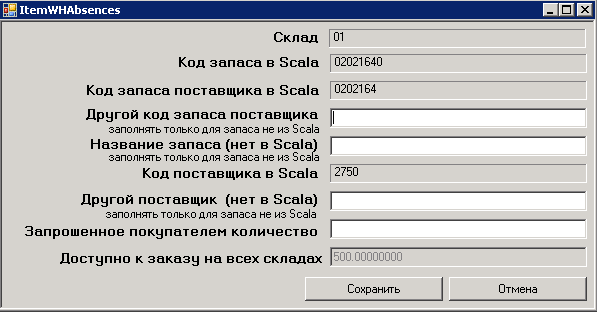 ItemWHAbsences
Склад 01
Код запаса в Scala 02021640
Код запаса поставщика в Scala 0202164
Другой код запаса поставщика
заполнять только для запаса не из Scala
Название запаса (нет в Scala)
заполнять только для запаса не из Scala
Код поставщика в Scala 2750
Другой поставщик (нет в Scala)
заполнять только для запаса не из Scala
Запрошенное покупателем количество
Доступно к заказу на всех складах 500.00000000
Сохранить Отмена